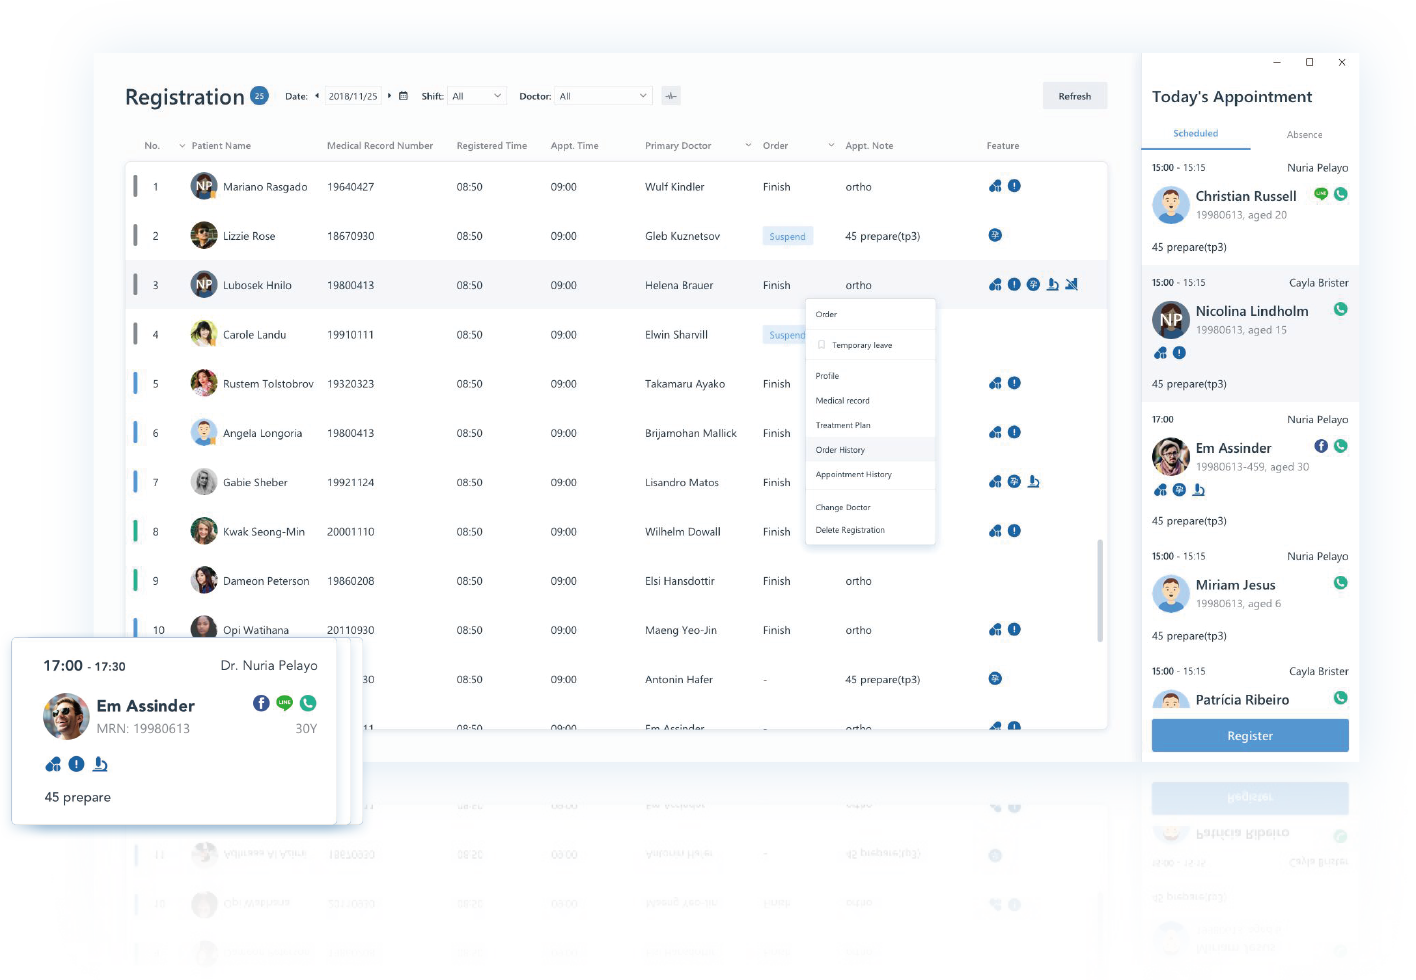 Registration 25 Date: 2018/11/25 Shift: All Doctor: All Refresh
No. Patient Name Medical Record Number Registered Time Appt. Time Primary Doctor Order Appt. Note Feature
1 NP Mariano Rasgado 19640427 08:50 09:00 Wulf Kindler Finish ortho
2 Lizzie Rose 18670930 08:50 09:00 Gleb Kuznetsov Suspend 45 prepare(tp3)
3 NP Lubosek Hnilo 19800413 08:50 09:00 Helena Brauer Finish ortho
4 Carole Landu 19910111 08:50 09:00 Elwin Sharvill Suspend
5 Rustem Tolstobrov 19320323 08:50 09:00 Takamaru Ayako Finish
6 Angela Longoria 19800413 08:50 09:00 Brijamohan Mallick Finish
7 Gabie Sheber 19921124 08:50 09:00 Lisandro Matos Finish
8 Kwak Seong-Min 20001110 08:50 09:00 Wilhelm Dowall Finish
9 Dameon Peterson 19860208 08:50 09:00 Elsi Hansdottir Finish ortho
10 Opi Watihana 20110930 08:50 09:00 Maeng Yeo-Jin Finish ortho
30 08:50 09:00 Antonin Hafer - 45 prepare(tp3)
11 08:50 09:00 Em Assinder Finish ortho
Order
Temporary leave
Profile
Medical record
Treatment Plan
Order History
Appointment History
Change Doctor
Delete Registration
Today's Appointment
Scheduled Absence
15:00 - 15:15 Nuria Pelayo
Christian Russell LINE
19980613, aged 20
45 prepare(tp3)
15:00 - 15:15 Cayla Brister
NP Nicolina Lindholm
19980613, aged 15
45 prepare(tp3)
17:00 Nuria Pelayo
Em Assinder
19980613-459, aged 30
45 prepare(tp3)
15:00 - 15:15 Nuria Pelayo
Miriam Jesus
19980613, aged 6
45 prepare(tp3)
15:00 - 15:15 Cayla Brister
Patrícia Ribeiro
Register
17:00 - 17:30 Dr. Nuria Pelayo
Em Assinder LINE
MRN: 19980613 30Y
45 prepare